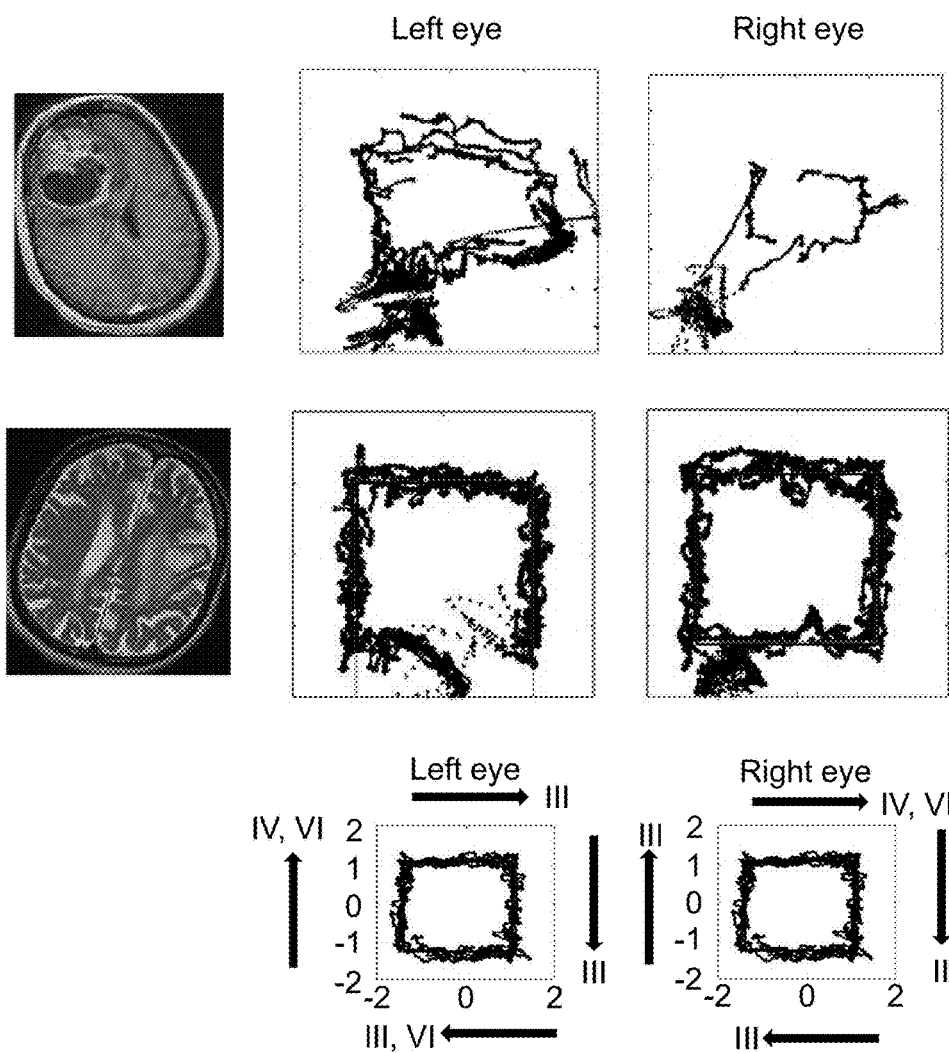 Left eye Right eye
Left eye Right eye
III IV, VI
IV, VI 2 III 2
1 1
0 0
-1 -1
-2 III -2 II
-2 0 2 -2 0 2
III, VI III